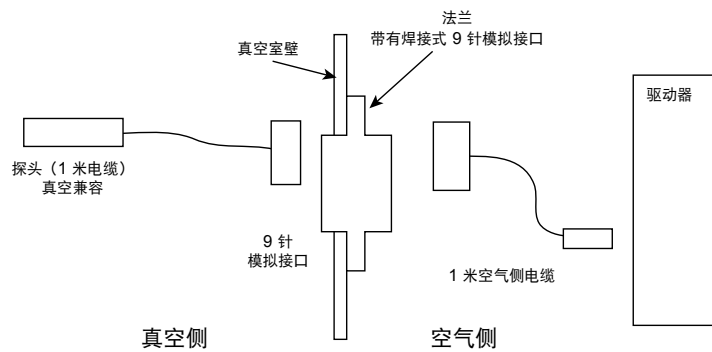 法兰
带有焊接式 9 针模拟接口
真空室壁
驱动器
探头（1 米电缆）
真空兼容
9 针
模拟接口
1 米空气侧电缆
真空侧
空气侧